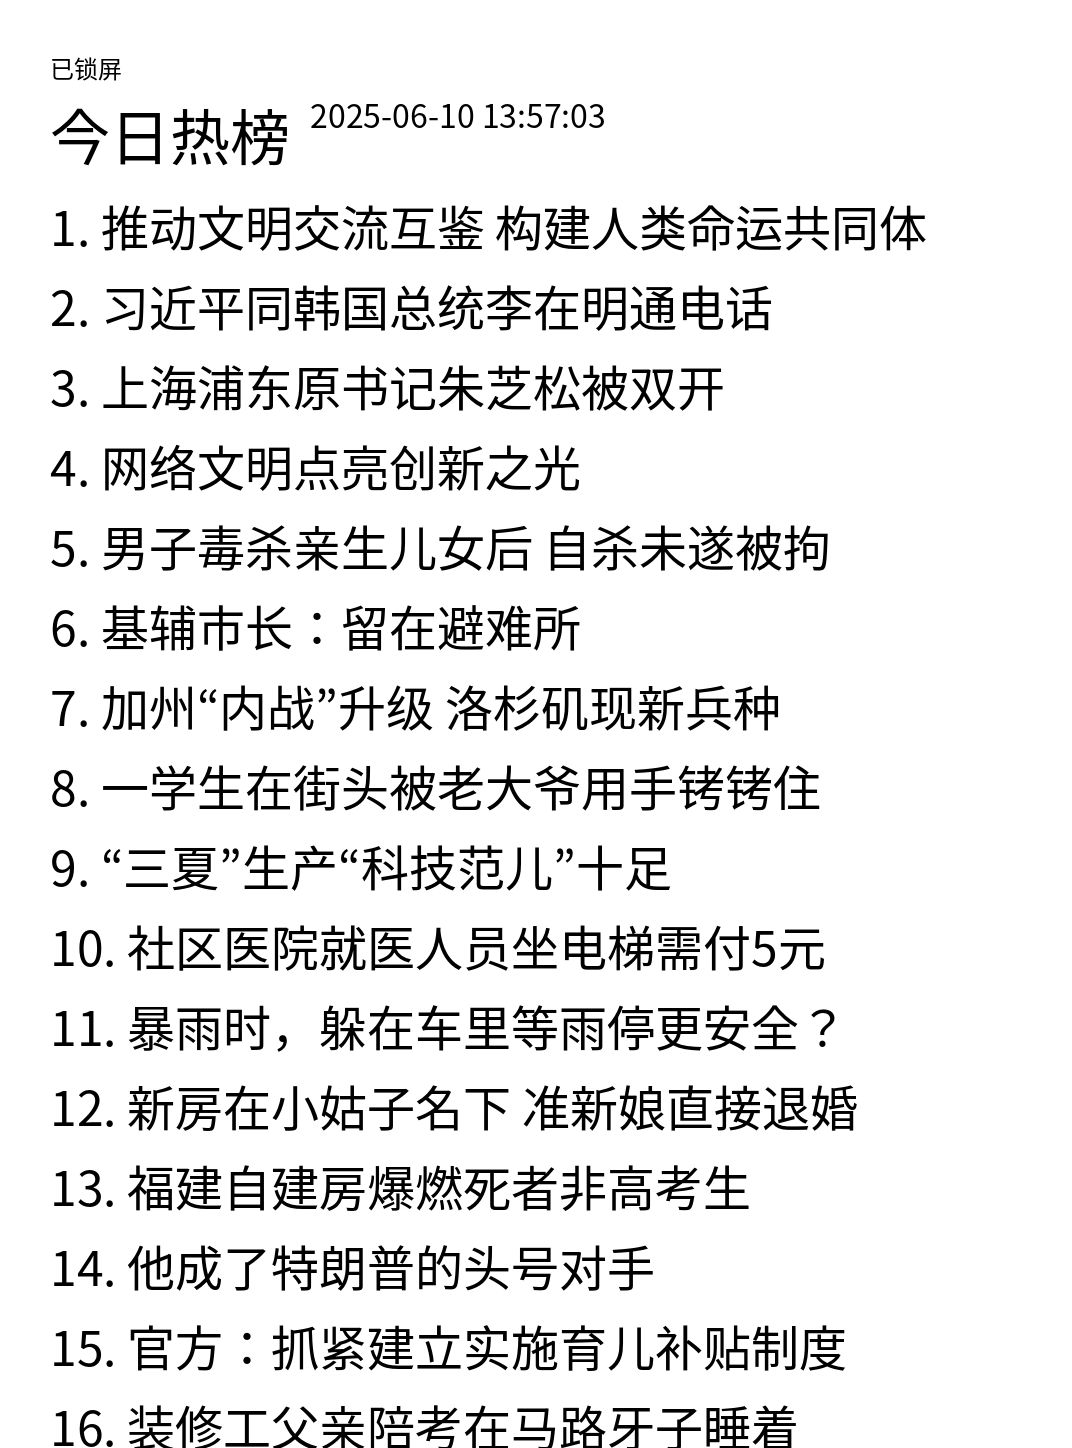 已锁屏
今日热榜 2025-06-10 13:57:03
1. 推动文明交流互鉴 构建人类命运共同体
2. 习近平同韩国总统李在明通电话
3. 上海浦东原书记朱芝松被双开
4. 网络文明点亮创新之光
5. 男子毒杀亲生儿女后 自杀未遂被拘
6. 基辅市长：留在避难所
7. 加州“内战”升级 洛杉矶现新兵种
8. 一学生在街头被老大爷用手铐铐住
9. “三夏”生产“科技范儿”十足
10. 社区医院就医人员坐电梯需付5元
11. 暴雨时，躲在车里等雨停更安全？
12. 新房在小姑子名下 准新娘直接退婚
13. 福建自建房爆燃死者非高考生
14. 他成了特朗普的头号对手
15. 官方：抓紧建立实施育儿补贴制度
16. 装修工父亲陪考在马路牙子睡着